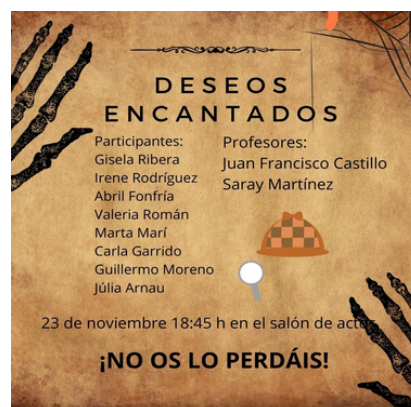 DESEOS
ENCANTADOS
Participantes:
Gisela Ribera
Irene Rodríguez
Abril Fonfría
Valeria Román
Marta Marí
Carla Garrido
Guillermo Moreno
Júlia Arnau
Profesores:
Juan Francisco Castillo
Saray Martínez
23 de noviembre 18:45 h en el salón de actos
¡NO OS LO PERDÁIS!